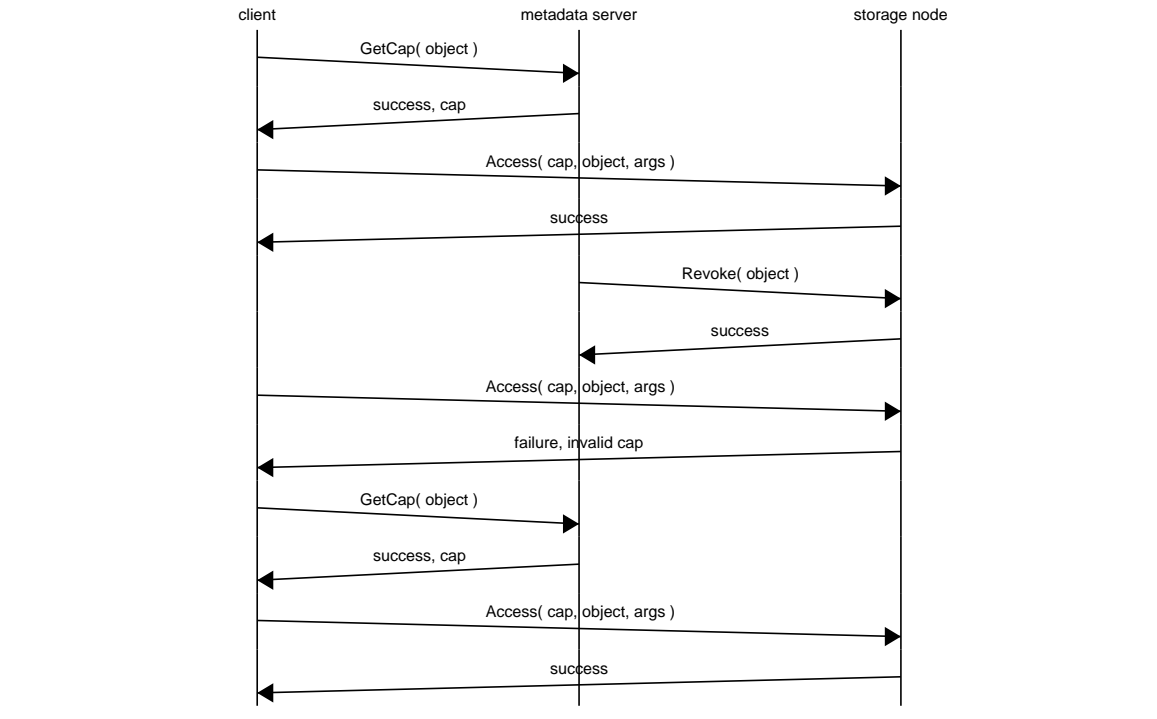 client metadata server storage node
GetCap( object )
success, cap
Access( cap, object, args )
success
Revoke( object )
success
Access( cap, object, args )
failure, invalid cap
GetCap( object )
success, cap
Access( cap, object, args )
success